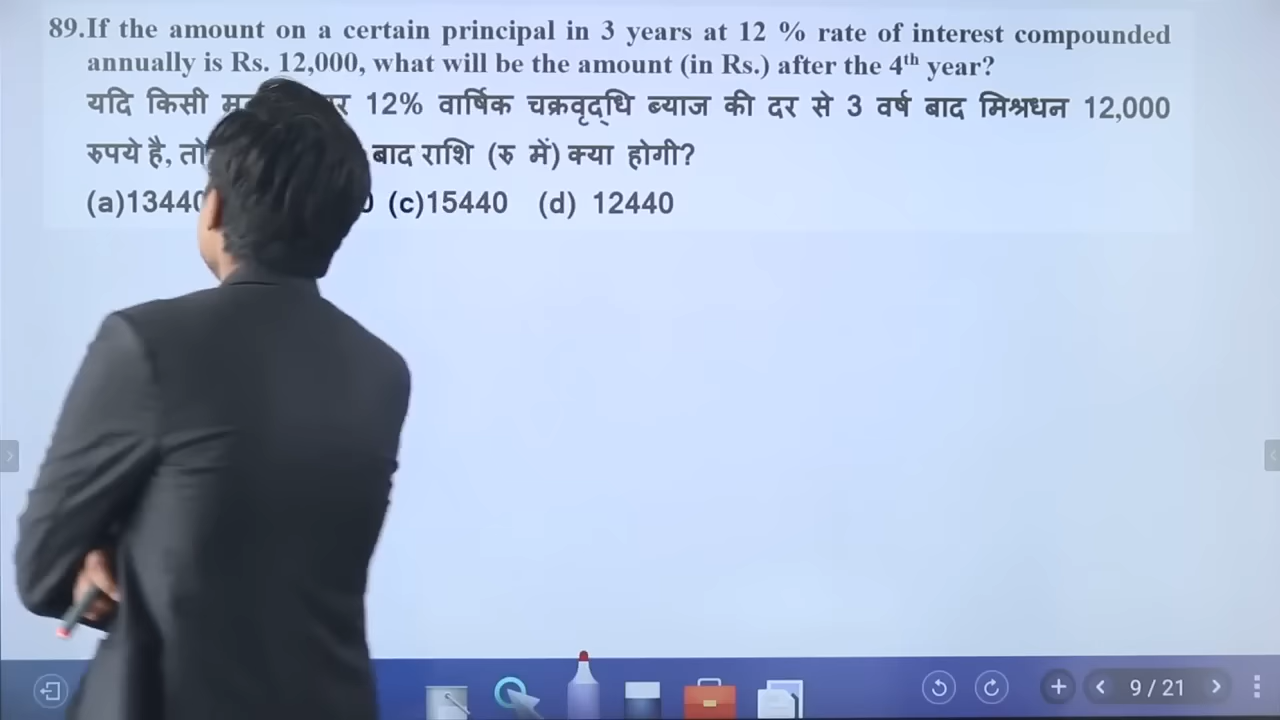 89.If the amount on a certain principal in 3 years at 12 % rate of interest compounded
annually is Rs. 12,000, what will be the amount (in Rs.) after the 4th year?
यदि किसी 12% वार्षिक चक्रवृद्धि ब्याज की दर से 3 वर्ष बाद मिश्रधन 12,000
रुपये है, तो बाद राशि (रु में) क्या होगी?
(a)13440 (c)15440 (d) 12440
9 / 21